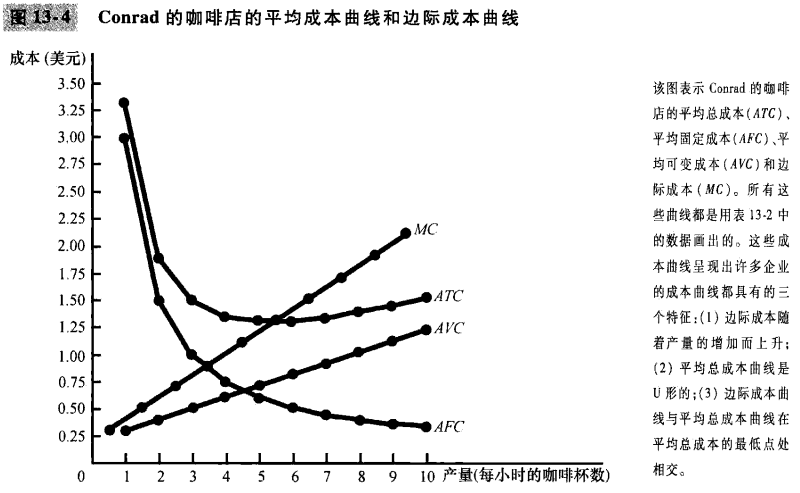 图 13-4 Conrad 的咖啡店的平均成本曲线和边际成本曲线
成本(美元)
3.50
3.25
3.00
2.75
2.50
2.25
2.00
1.75
1.50
1.25
1.00
0.75
0.50
0.25
MC
ATC
AVC
AFC
0 1 2 3 4 5 6 7 8 9 10 产量(每小时的咖啡杯数)
该图表示 Conrad 的咖啡
店的平均总成本(ATC)、
平均固定成本(AFC)、平
均可变成本(AVC)和边
际成本(MC)。所有这
些曲线都是用表 13-2 中
的数据画出的。这些成
本曲线呈现出许多企业
的成本曲线都具有的三
个特征:(1) 边际成本随
着产量的增加而上升;
(2) 平均总成本曲线是
U 形的;(3) 边际成本曲
线与平均总成本曲线在
平均总成本的最低点处
相交。